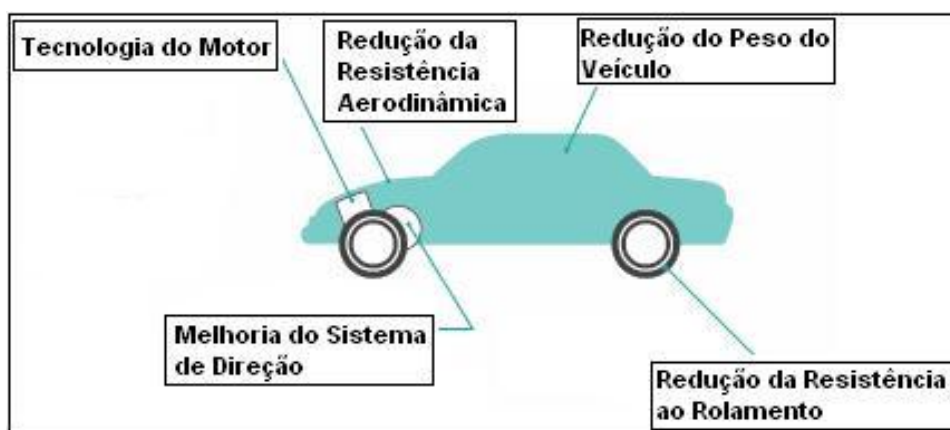 Tecnologia do Motor
Redução da
Resistência
Aerodinâmica
Redução do Peso do
Veículo
Melhoria do Sistema
de Direção
Redução da Resistência
ao Rolamento